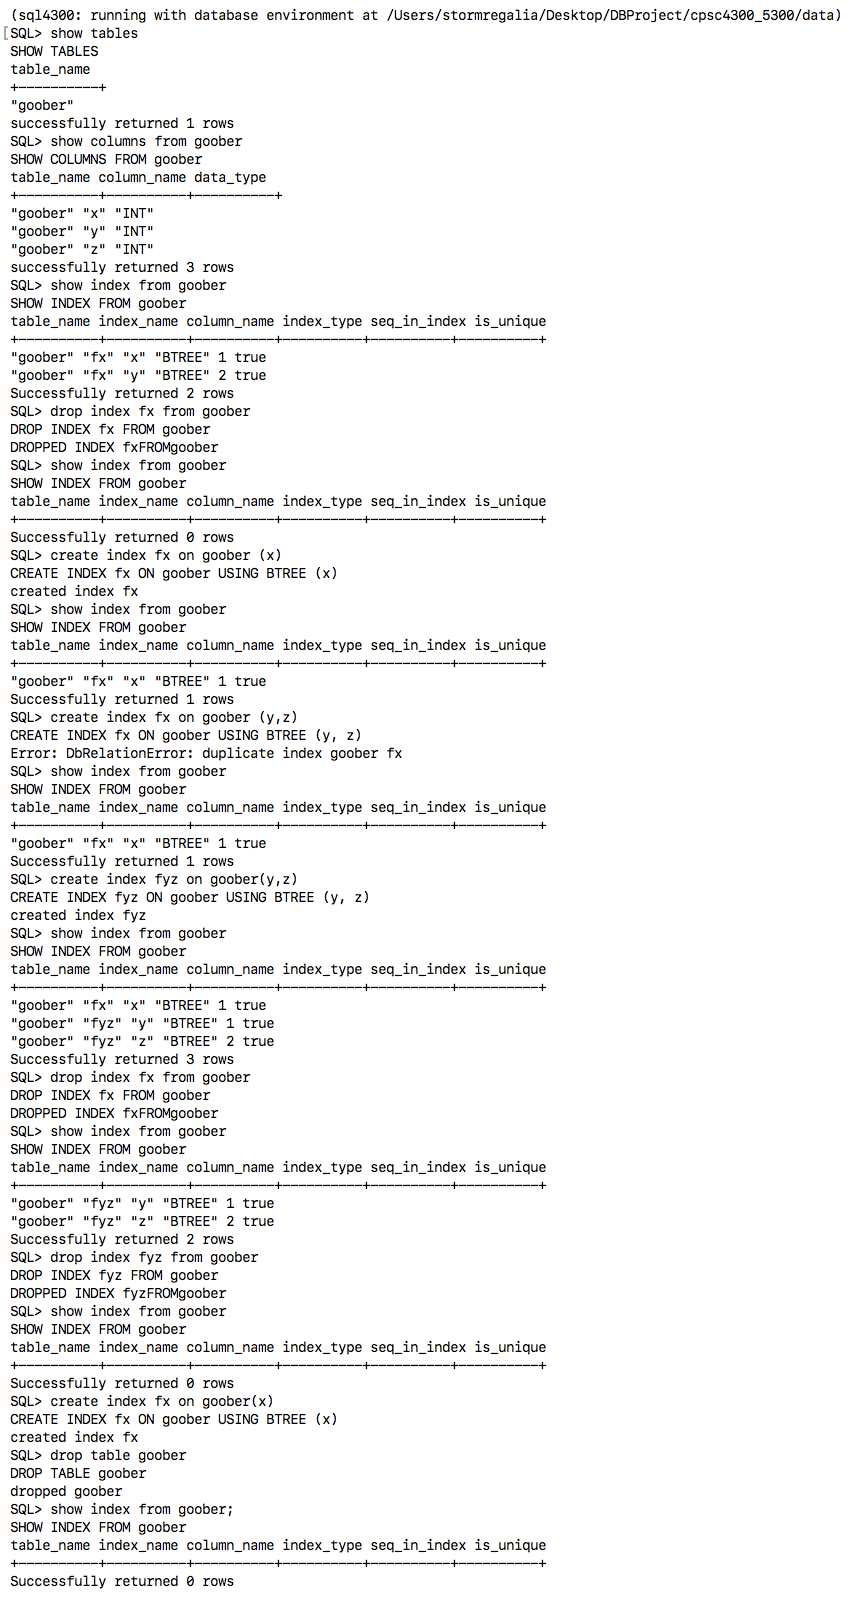 (sql4300: running with database environment at /Users/stormregalia/Desktop/DBProject/cpsc4300_5300/data)
[SQL> show tables
SHOW TABLES
table_name
+----------+
"goober"
successfully returned 1 rows
SQL> show columns from goober
SHOW COLUMNS FROM goober
table_name column_name data_type
+----------+----------+----------+
"goober" "x" "INT"
"goober" "y" "INT"
"goober" "z" "INT"
successfully returned 3 rows
SQL> show index from goober
SHOW INDEX FROM goober
table_name index_name column_name index_type seq_in_index is_unique
+----------+----------+----------+----------+----------+----------+
"goober" "fx" "x" "BTREE" 1 true
"goober" "fx" "y" "BTREE" 2 true
Successfully returned 2 rows
SQL> drop index fx from goober
DROP INDEX fx FROM goober
DROPPED INDEX fxFROMgoober
SQL> show index from goober
SHOW INDEX FROM goober
table_name index_name column_name index_type seq_in_index is_unique
+----------+----------+----------+----------+----------+----------+
Successfully returned 0 rows
SQL> create index fx on goober (x)
CREATE INDEX fx ON goober USING BTREE (x)
created index fx
SQL> show index from goober
SHOW INDEX FROM goober
table_name index_name column_name index_type seq_in_index is_unique
+----------+----------+----------+----------+----------+----------+
"goober" "fx" "x" "BTREE" 1 true
Successfully returned 1 rows
SQL> create index fx on goober (y,z)
CREATE INDEX fx ON goober USING BTREE (y, z)
Error: DbRelationError: duplicate index goober fx
SQL> show index from goober
SHOW INDEX FROM goober
table_name index_name column_name index_type seq_in_index is_unique
+----------+----------+----------+----------+----------+----------+
"goober" "fx" "x" "BTREE" 1 true
Successfully returned 1 rows
SQL> create index fyz on goober(y,z)
CREATE INDEX fyz ON goober USING BTREE (y, z)
created index fyz
SQL> show index from goober
SHOW INDEX FROM goober
table_name index_name column_name index_type seq_in_index is_unique
+----------+----------+----------+----------+----------+----------+
"goober" "fx" "x" "BTREE" 1 true
"goober" "fyz" "y" "BTREE" 1 true
"goober" "fyz" "z" "BTREE" 2 true
Successfully returned 3 rows
SQL> drop index fx from goober
DROP INDEX fx FROM goober
DROPPED INDEX fxFROMgoober
SQL> show index from goober
SHOW INDEX FROM goober
table_name index_name column_name index_type seq_in_index is_unique
+----------+----------+----------+----------+----------+----------+
"goober" "fyz" "y" "BTREE" 1 true
"goober" "fyz" "z" "BTREE" 2 true
Successfully returned 2 rows
SQL> drop index fyz from goober
DROP INDEX fyz FROM goober
DROPPED INDEX fyzFROMgoober
SQL> show index from goober
SHOW INDEX FROM goober
table_name index_name column_name index_type seq_in_index is_unique
+----------+----------+----------+----------+----------+----------+
Successfully returned 0 rows
SQL> create index fx on goober(x)
CREATE INDEX fx ON goober USING BTREE (x)
created index fx
SQL> drop table goober
DROP TABLE goober
dropped goober
SQL> show index from goober;
SHOW INDEX FROM goober
table_name index_name column_name index_type seq_in_index is_unique
+----------+----------+----------+----------+----------+----------+
Successfully returned 0 rows